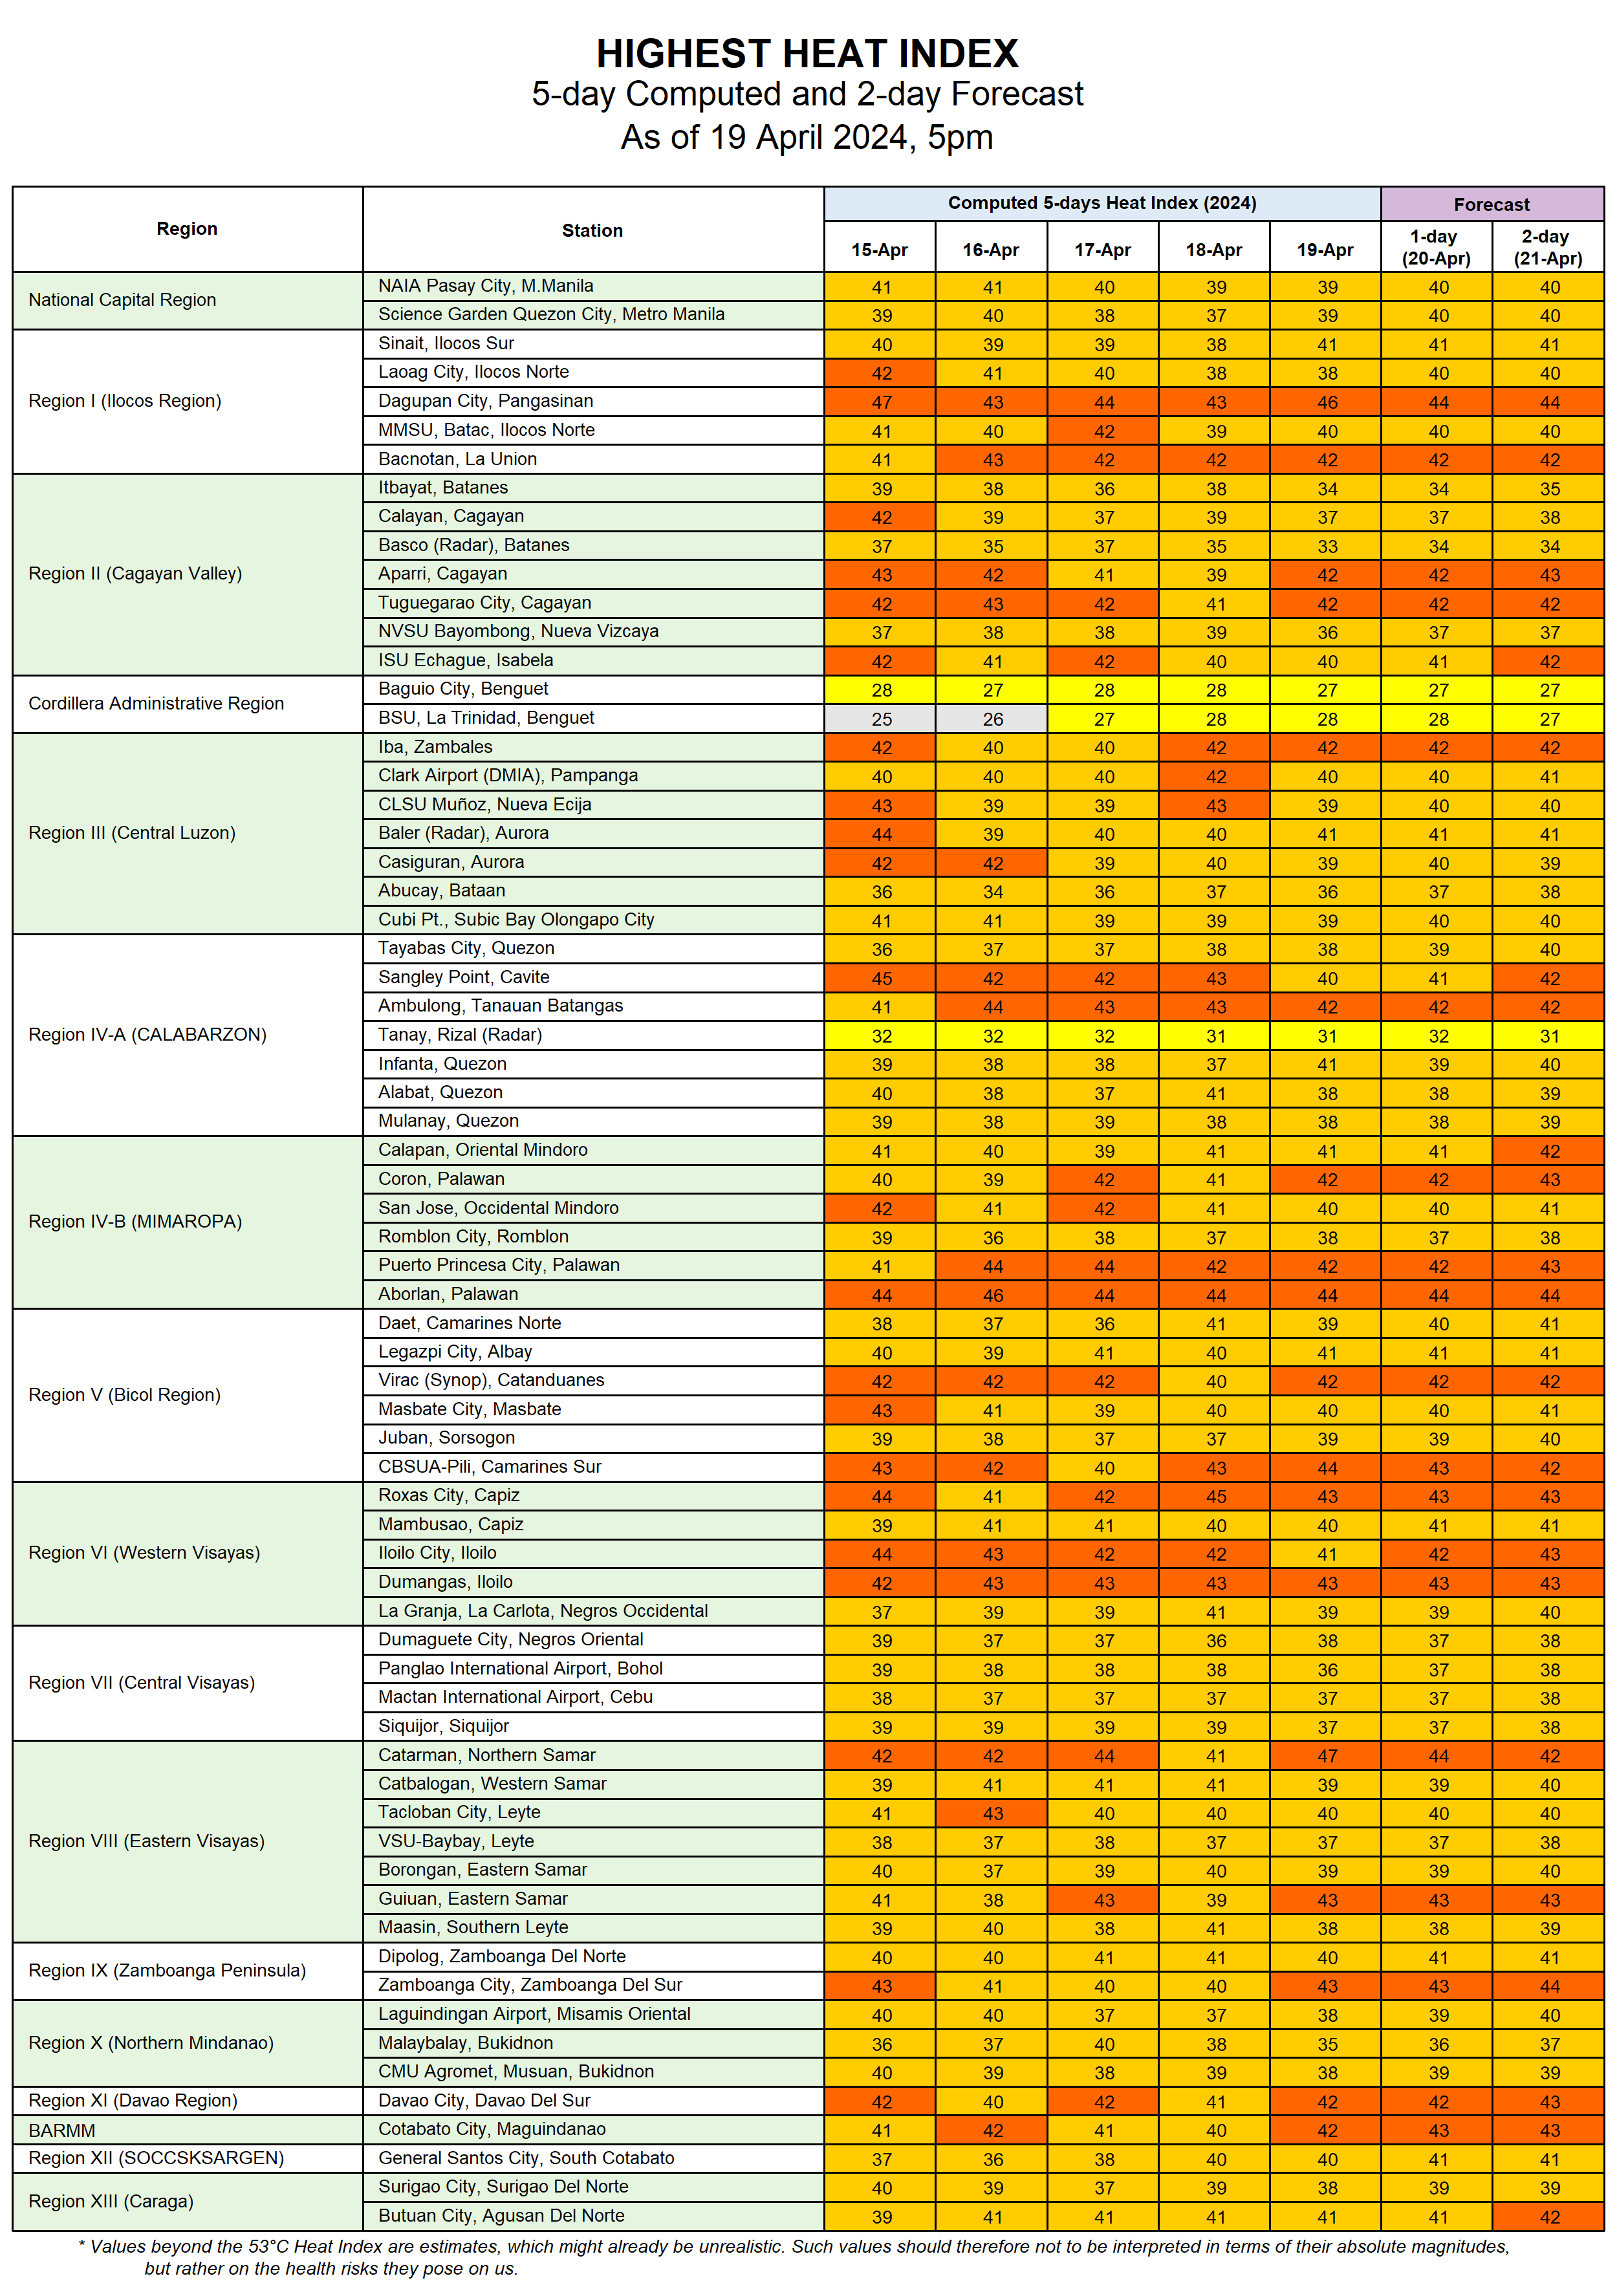 HIGHEST HEAT INDEX
5-day Computed and 2-day Forecast
As of 19 April 2024, 5pm
Region Station Computed 5-days Heat Index (2024) Forecast
15-Apr 16-Apr 17-Apr 18-Apr 19-Apr 1-day (20-Apr) 2-day (21-Apr)
National Capital Region
NAIA Pasay City, M.Manila 41 41 40 39 39 40 40
Science Garden Quezon City, Metro Manila 39 40 38 37 39 40 40
Region I (Ilocos Region)
Sinait, Ilocos Sur 40 39 39 38 41 41 41
Laoag City, Ilocos Norte 42 41 40 38 38 40 40
Dagupan City, Pangasinan 47 43 44 43 46 44 44
MMSU, Batac, Ilocos Norte 41 40 42 39 40 40 40
Bacnotan, La Union 41 43 42 42 42 42 42
Region II (Cagayan Valley)
Itbayat, Batanes 39 38 36 38 34 34 35
Calayan, Cagayan 42 39 37 39 37 37 38
Basco (Radar), Batanes 37 35 37 35 33 34 34
Aparri, Cagayan 43 42 41 39 42 42 43
Tuguegarao City, Cagayan 42 43 42 41 42 42 42
NVSU Bayombong, Nueva Vizcaya 37 38 38 39 36 37 37
ISU Echague, Isabela 42 41 42 40 40 41 42
Cordillera Administrative Region
Baguio City, Benguet 28 27 28 28 27 27 27
BSU, La Trinidad, Benguet 25 26 27 28 28 28 27
Region III (Central Luzon)
Iba, Zambales 42 40 40 42 42 42 42
Clark Airport (DMIA), Pampanga 40 40 40 42 40 40 41
CLSU Muñoz, Nueva Ecija 43 39 39 43 39 40 40
Baler (Radar), Aurora 44 39 40 40 41 41 41
Casiguran, Aurora 42 42 39 40 39 40 39
Abucay, Bataan 36 34 36 37 36 37 38
Cubi Pt., Subic Bay Olongapo City 41 41 39 39 39 40 40
Region IV-A (CALABARZON)
Tayabas City, Quezon 36 37 37 38 38 39 40
Sangley Point, Cavite 45 42 42 43 40 41 42
Ambulong, Tanauan Batangas 41 44 43 43 42 42 42
Tanay, Rizal (Radar) 32 32 32 31 31 32 31
Infanta, Quezon 39 38 38 37 41 39 40
Alabat, Quezon 40 38 37 41 38 38 39
Mulanay, Quezon 39 38 39 38 38 38 39
Region IV-B (MIMAROPA)
Calapan, Oriental Mindoro 41 40 39 41 41 41 42
Coron, Palawan 40 39 42 41 42 42 43
San Jose, Occidental Mindoro 42 41 42 41 40 40 41
Romblon City, Romblon 39 36 38 37 38 37 38
Puerto Princesa City, Palawan 41 44 44 42 42 42 43
Aborlan, Palawan 44 46 44 44 44 44 44
Region V (Bicol Region)
Daet, Camarines Norte 38 37 36 41 39 40 41
Legazpi City, Albay 40 39 41 40 41 41 41
Virac (Synop), Catanduanes 42 42 42 40 42 42 42
Masbate City, Masbate 43 41 39 40 40 40 41
Juban, Sorsogon 39 38 37 37 39 39 40
CBSUA-Pili, Camarines Sur 43 42 40 43 44 43 42
Region VI (Western Visayas)
Roxas City, Capiz 44 41 42 45 43 43 43
Mambusao, Capiz 39 41 41 40 40 41 41
Iloilo City, Iloilo 44 43 42 42 41 42 43
Dumangas, Iloilo 42 43 43 43 43 43 43
La Granja, La Carlota, Negros Occidental 37 39 39 41 39 39 40
Region VII (Central Visayas)
Dumaguete City, Negros Oriental 39 37 37 36 38 37 38
Panglao International Airport, Bohol 39 38 38 38 36 37 38
Mactan International Airport, Cebu 38 37 37 37 37 37 38
Siquijor, Siquijor 39 39 39 39 37 37 38
Region VIII (Eastern Visayas)
Catarman, Northern Samar 42 42 44 41 47 44 42
Catbalogan, Western Samar 39 41 41 41 39 39 40
Tacloban City, Leyte 41 43 40 40 40 40 40
VSU-Baybay, Leyte 38 37 38 37 37 37 38
Borongan, Eastern Samar 40 37 39 40 39 39 40
Guiuan, Eastern Samar 41 38 43 39 43 43 43
Maasin, Southern Leyte 39 40 38 41 38 38 39
Region IX (Zamboanga Peninsula)
Dipolog, Zamboanga Del Norte 40 40 41 41 40 41 41
Zamboanga City, Zamboanga Del Sur 43 41 40 40 43 43 44
Region X (Northern Mindanao)
Laguindingan Airport, Misamis Oriental 40 40 37 37 38 39 40
Malaybalay, Bukidnon 36 37 40 38 35 36 37
CMU Agromet, Musuan, Bukidnon 40 39 38 39 38 39 39
Region XI (Davao Region) Davao City, Davao Del Sur 42 40 42 41 42 42 43
BARMM Cotabato City, Maguindanao 41 42 41 40 42 43 43
Region XII (SOCCSKSARGEN) General Santos City, South Cotabato 37 36 38 40 40 41 41
Region XIII (Caraga)
Surigao City, Surigao Del Norte 40 39 37 39 38 39 39
Butuan City, Agusan Del Norte 39 41 41 41 41 41 42
* Values beyond the 53°C Heat Index are estimates, which might already be unrealistic. Such values should therefore not to be interpreted in terms of their absolute magnitudes,
but rather on the health risks they pose on us.